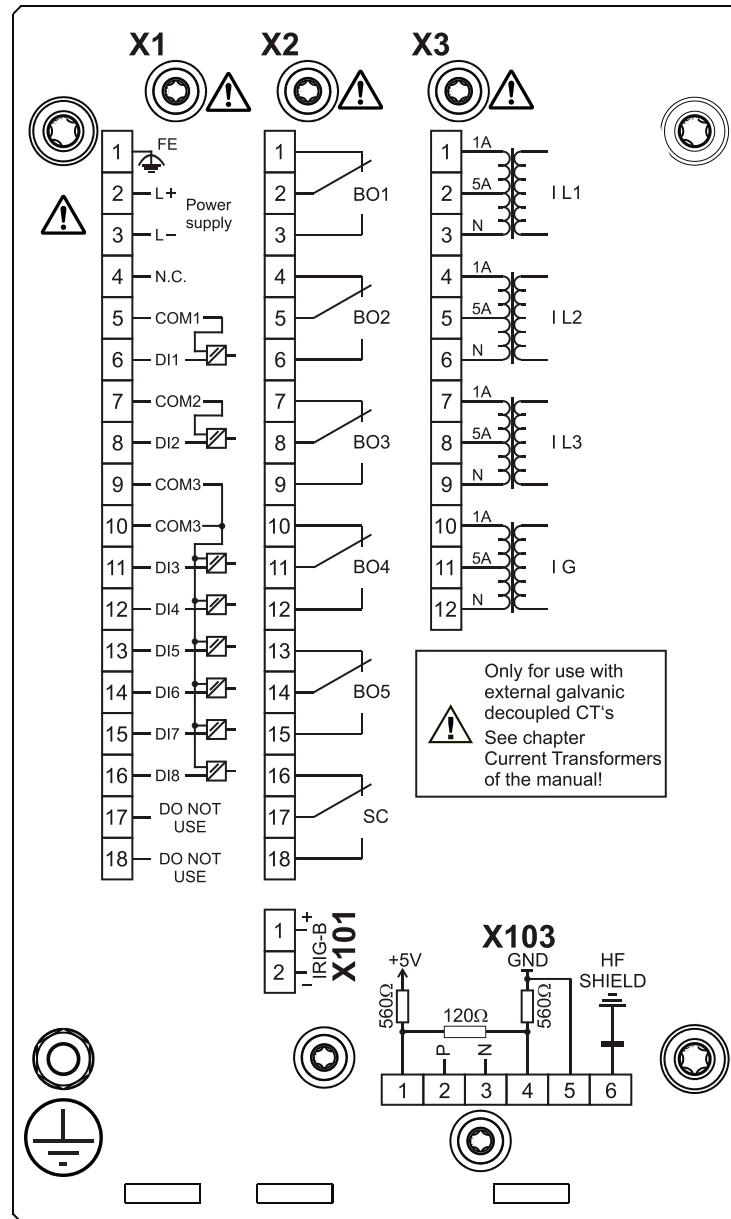 X1 X2 X3
1 FE
2 L+
Power
supply
3 L−
4 N.C.
5 COM1
6 DI1
7 COM2
8 DI2
9 COM3
10 COM3
11 DI3
12 DI4
13 DI5
14 DI6
15 DI7
16 DI8
17 DO NOT
USE
18 DO NOT
USE
1
2 BO1
3
4
5 BO2
6
7
8 BO3
9
10
11 BO4
12
13
14 BO5
15
16
17 SC
18
1 1A
2 5A I L1
3 N
4 1A
5 5A I L2
6 N
7 1A
8 5A I L3
9 N
10 1A
11 5A I G
12 N
Only for use with
external galvanic
decoupled CT‘s
See chapter
Current Transformers
of the manual!
1 +
2 −
IRIG-B
X101
X103
+5V GND HF
SHIELD
560Ω 120Ω 560Ω
P N
1 2 3 4 5 6